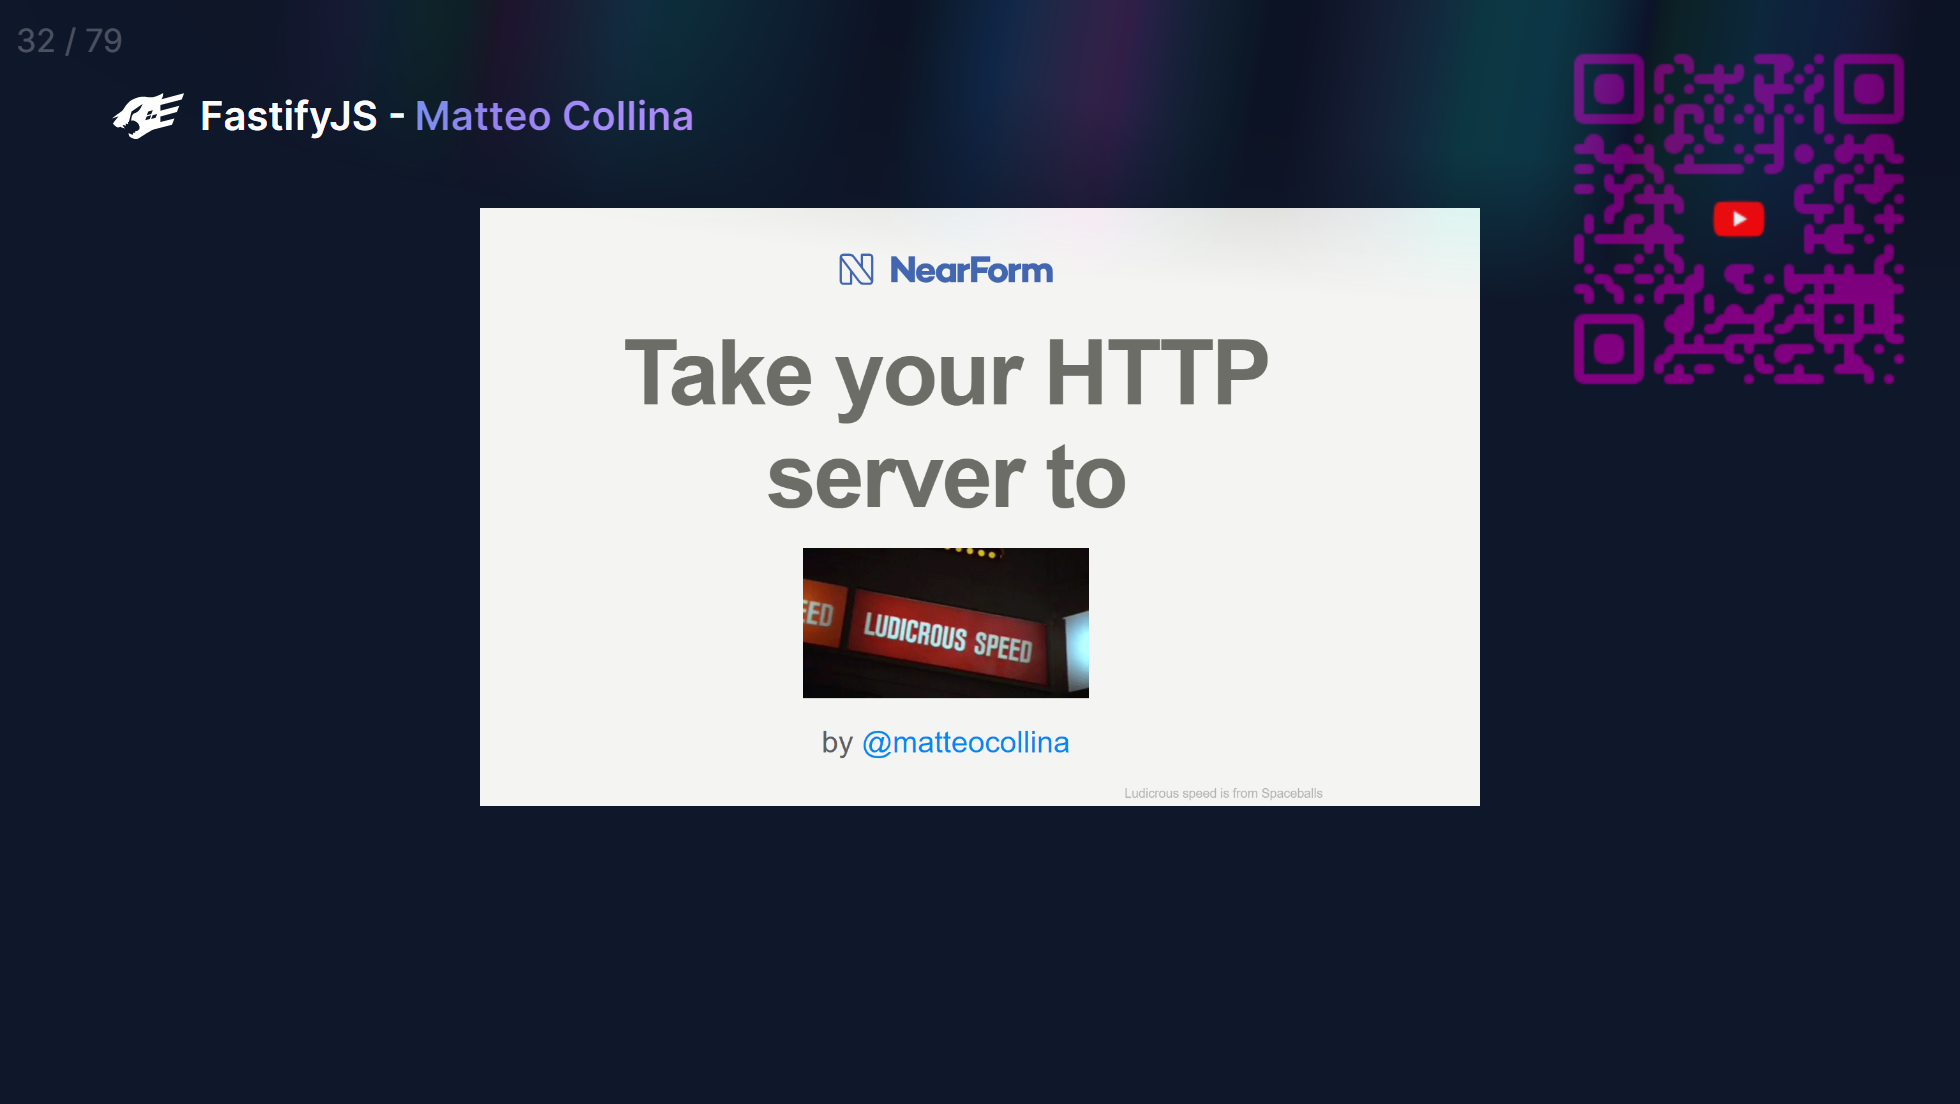 32 / 79
FastifyJS - Matteo Collina
NearForm
Take your HTTP
server to
EED
LUDICROUS SPEED
by @matteocollina
Ludicrous speed is from Spaceballs